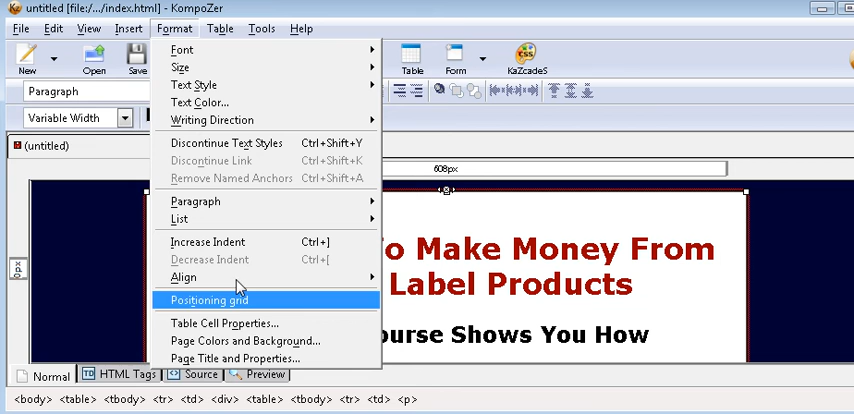 untitled [file:/.../index.html] - KompoZer
File Edit View Insert Format Table Tools Help
New Open Save Table Form KaZcadeS
Paragraph
Variable Width
(untitled)
608px
0px
Font
Size
Text Style
Text Color...
Writing Direction
Discontinue Text Styles Ctrl+Shift+Y
Discontinue Link Ctrl+Shift+K
Remove Named Anchors Ctrl+Shift+A
Paragraph
List
Increase Indent Ctrl+]
Decrease Indent Ctrl+[
Align
Positioning grid
Table Cell Properties...
Page Colors and Background...
Page Title and Properties...
o Make Money From
Label Products
ourse Shows You How
Normal TD HTML Tags Source Preview
<body> <table> <tbody> <tr> <td> <div> <table> <tbody> <tr> <td> <p>